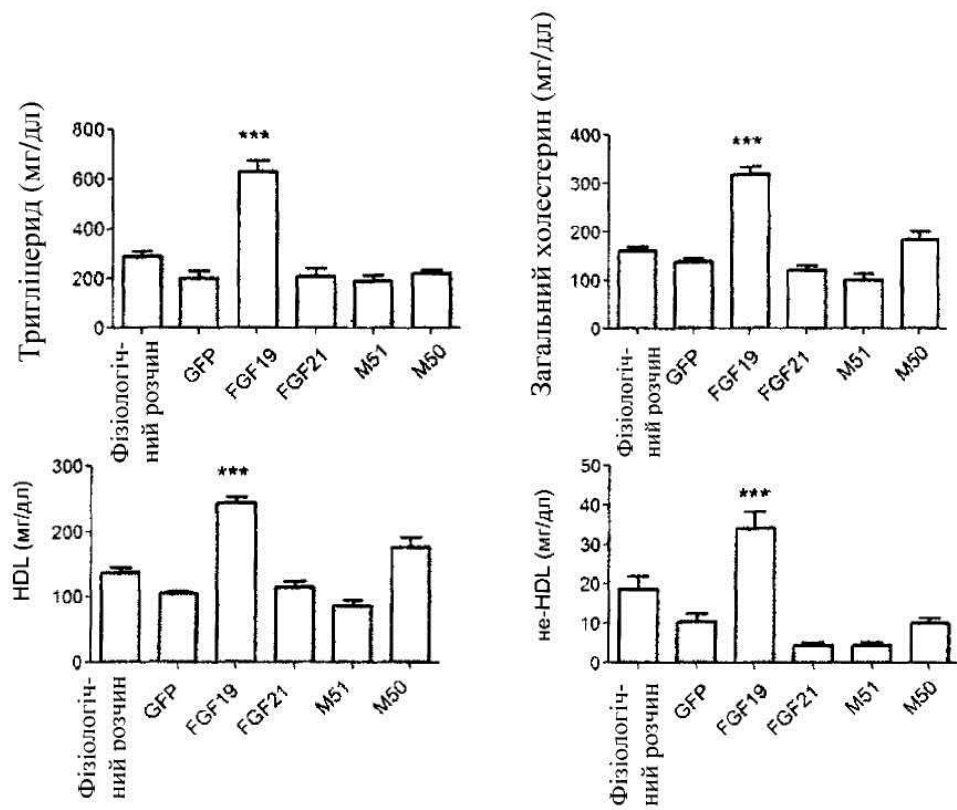 Тригліцерид (мг/дл)
800
600
400
200
0
***
Фізіологіч-
ний розчин
GFP
FGF19
FGF21
M51
M50
Загальний холестерин (мг/дл)
400
300
200
100
0
***
Фізіологіч-
ний розчин
GFP
FGF19
FGF21
M51
M50
HDL (мг/дл)
300
200
100
0
***
Фізіологіч-
ний розчин
GFP
FGF19
FGF21
M51
M50
не-HDL (мг/дл)
50
40
30
20
10
0
***
Фізіологіч-
ний розчин
GFP
FGF19
FGF21
M51
M50